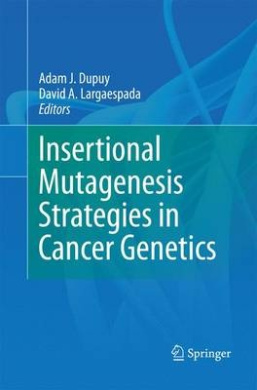 Adam J. Dupuy
David A. Largaespada
Editors
Insertional
Mutagenesis
Strategies in
Cancer Genetics
Springer